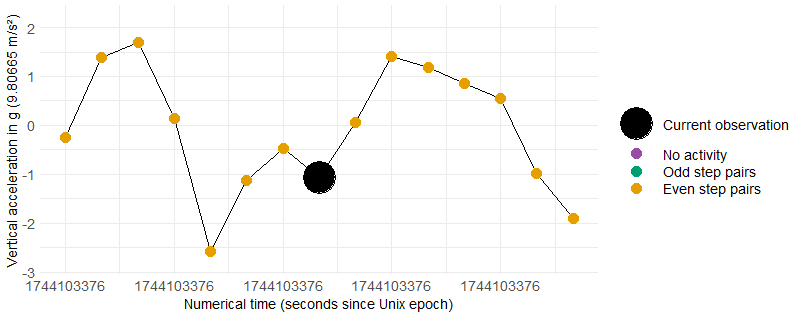 Vertical acceleration in g (9.80665 m/s²)
2
1
0
-1
-2
-3
1744103376 1744103376 1744103376 1744103376 1744103376
Numerical time (seconds since Unix epoch)
Current observation
No activity
Odd step pairs
Even step pairs